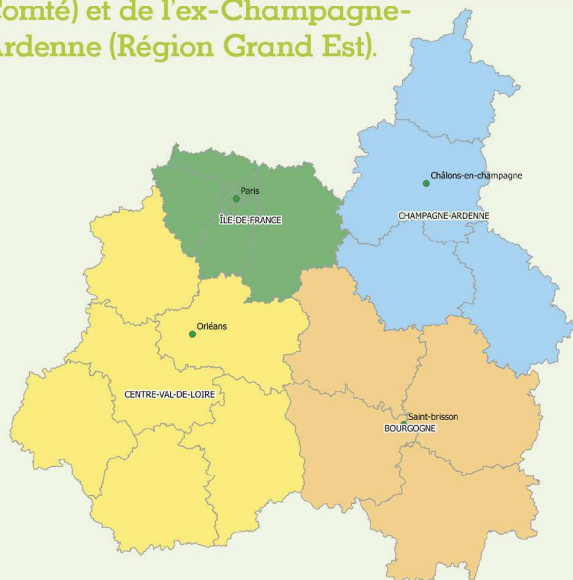 Comté) et de l'ex-Champagne-
Ardenne (Région Grand Est).
Châlons-en-champagne
Paris
CHAMPAGNE-ARDENNE
ÎLE-DE-FRANCE
Orléans
CENTRE-VAL-DE-LOIRE
Saint-brisson
BOURGOGNE